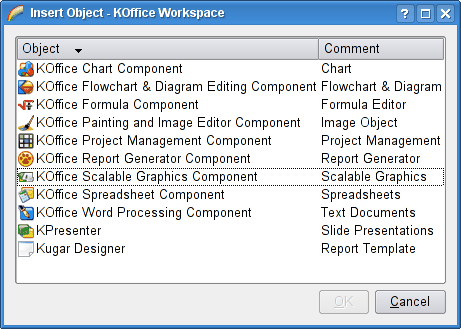 Insert Object - KOffice Workspace
Object Comment
KOffice Chart Component Chart
KOffice Flowchart & Diagram Editing Component Flowchart & Diagram
KOffice Formula Component Formula Editor
KOffice Painting and Image Editor Component Image Object
KOffice Project Management Component Project Management
KOffice Report Generator Component Report Generator
KOffice Scalable Graphics Component Scalable Graphics
KOffice Spreadsheet Component Spreadsheets
KOffice Word Processing Component Text Documents
KPresenter Slide Presentations
Kugar Designer Report Template
OK Cancel